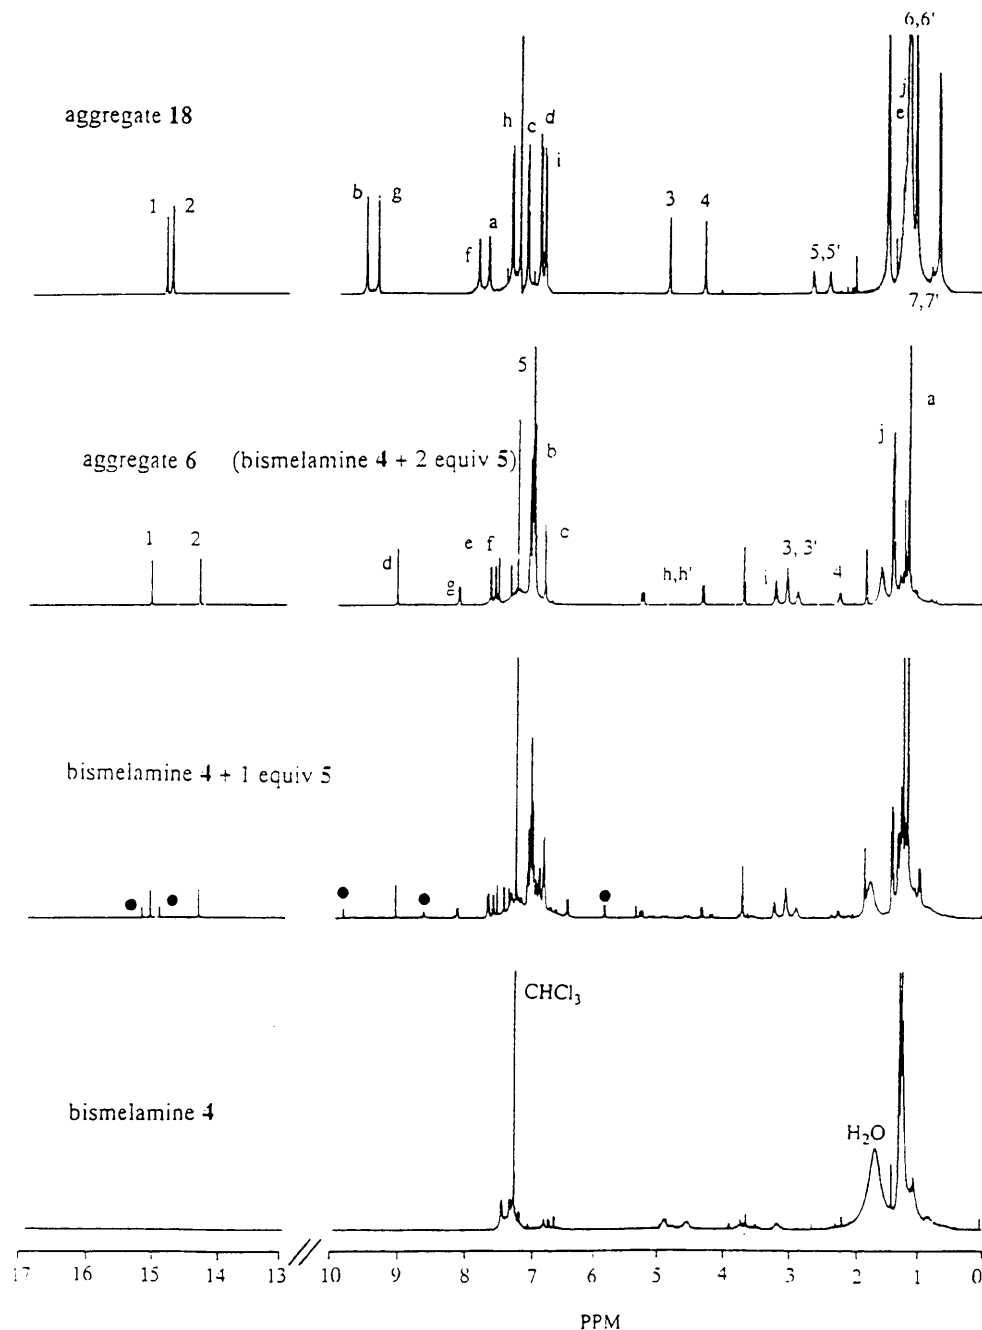 6,6'
aggregate 18
j
e
h
c
d
i
1
2
b
g
a
f
3
4
5,5'
7,7'
5
a
j
aggregate 6 (bismelamine 4 + 2 equiv 5)
b
1
2
d
e
f
c
g
h,h'
i
3, 3'
4
bismelamine 4 + 1 equiv 5
CHCl₃
bismelamine 4
H₂O
17 16 15 14 13 10 9 8 7 6 5 4 3 2 1 0
PPM